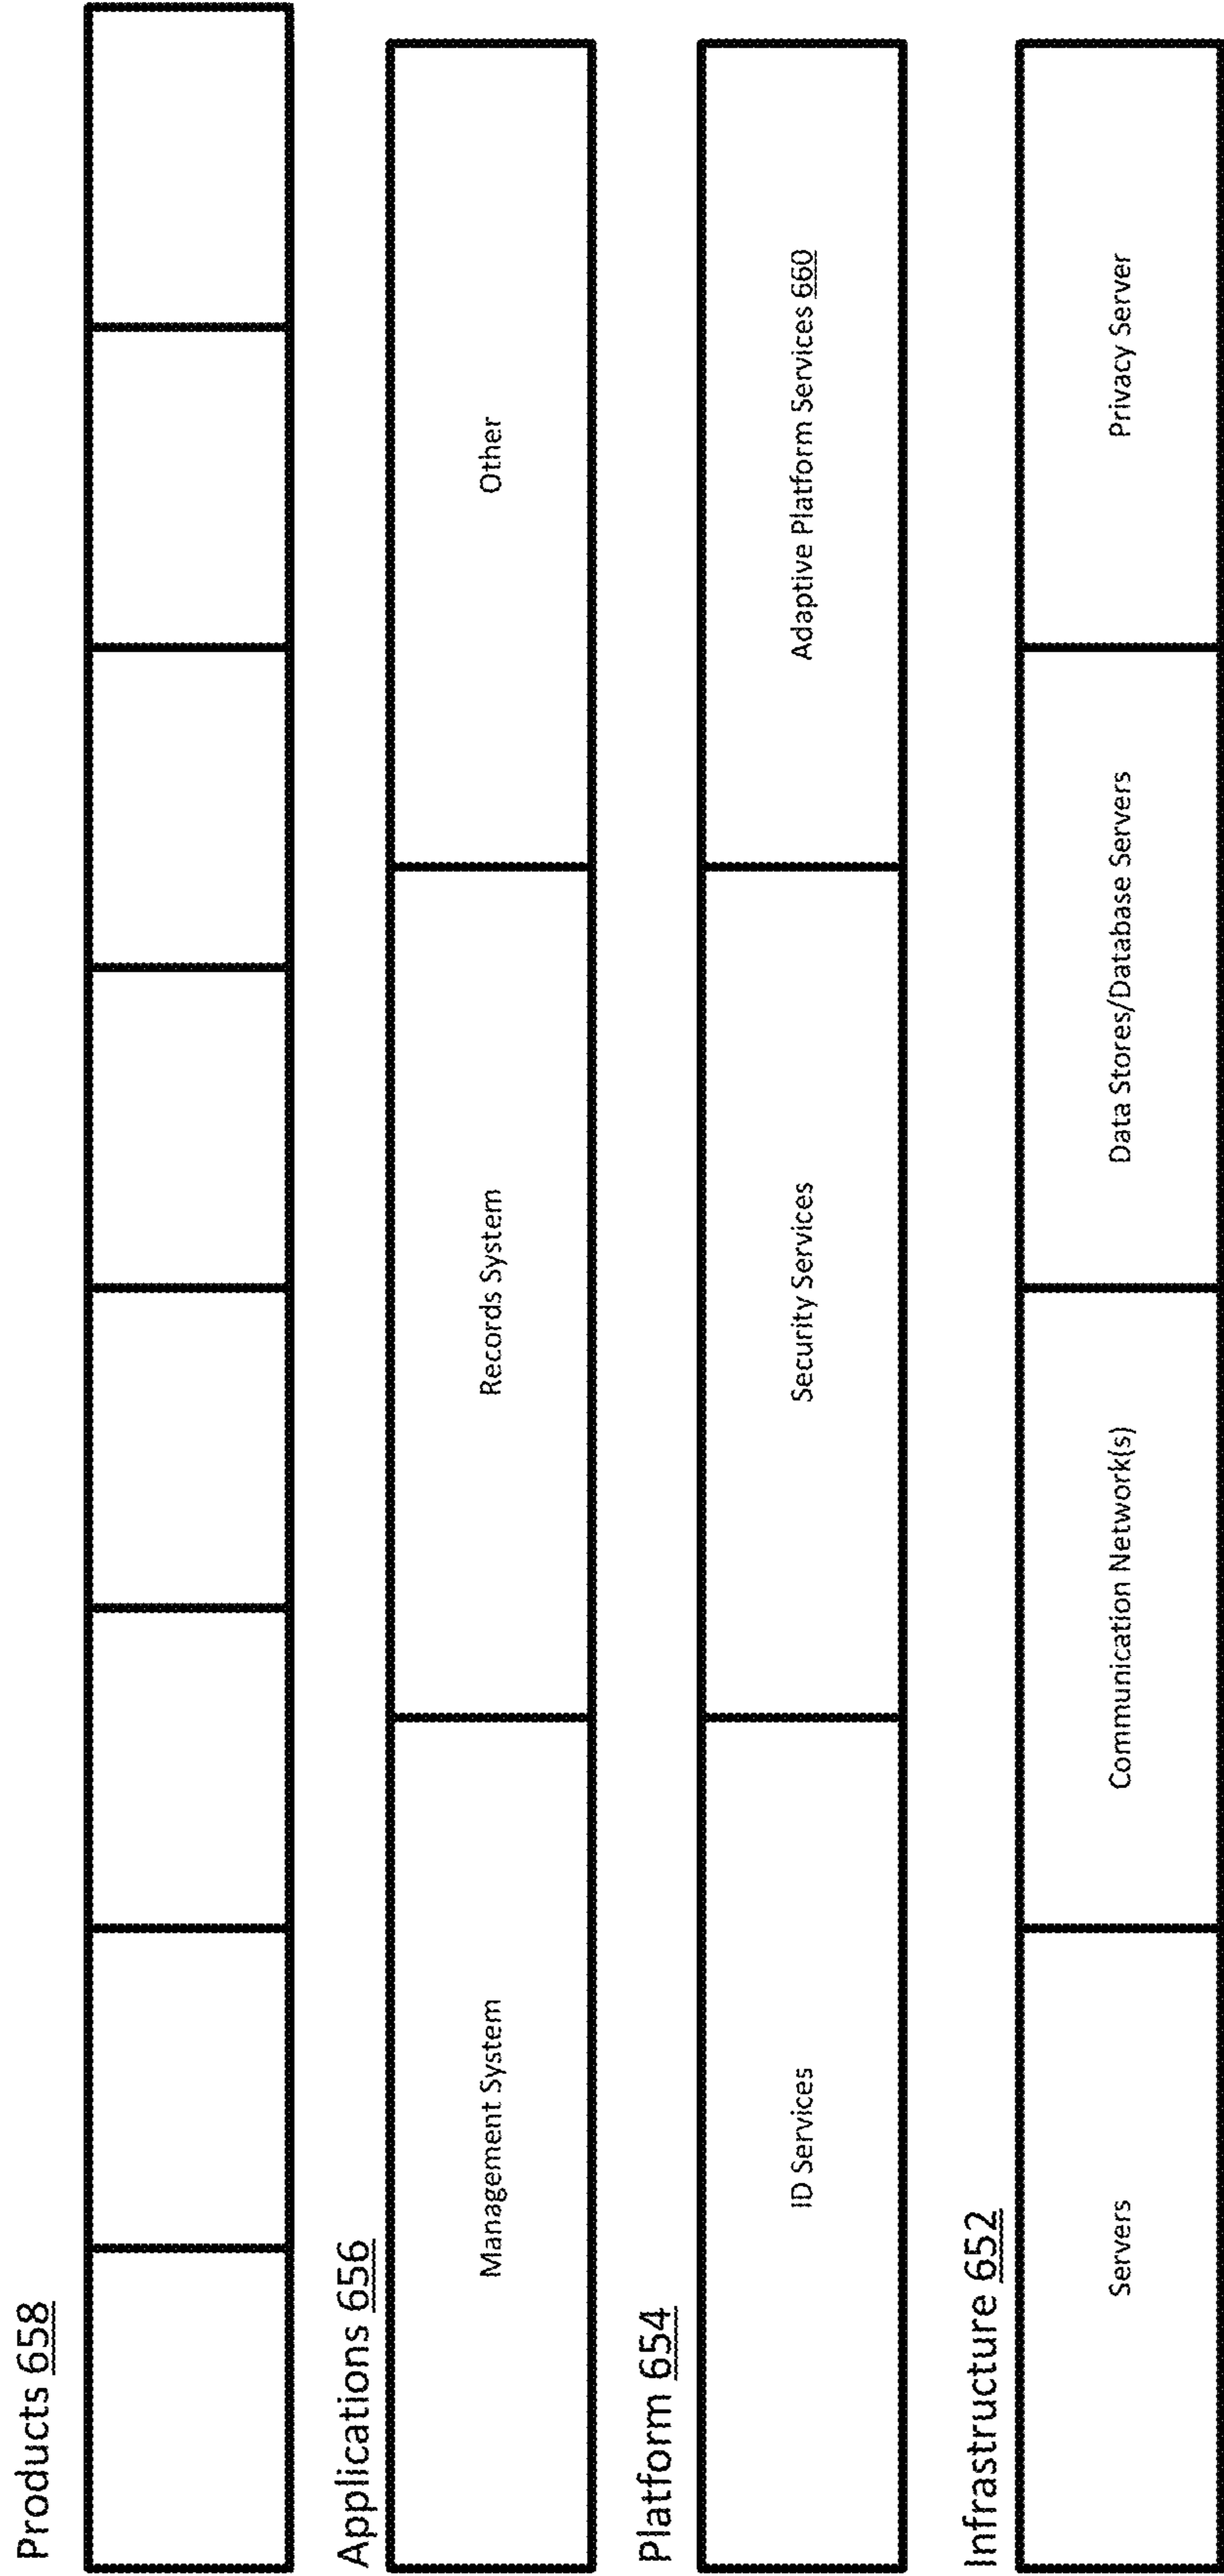 Products 658
Applications 656
Management System
Records System
Other
Platform 654
ID Services
Security Services
Adaptive Platform Services 660
Infrastructure 652
Servers
Communication Network(s)
Data Stores/Database Servers
Privacy Server